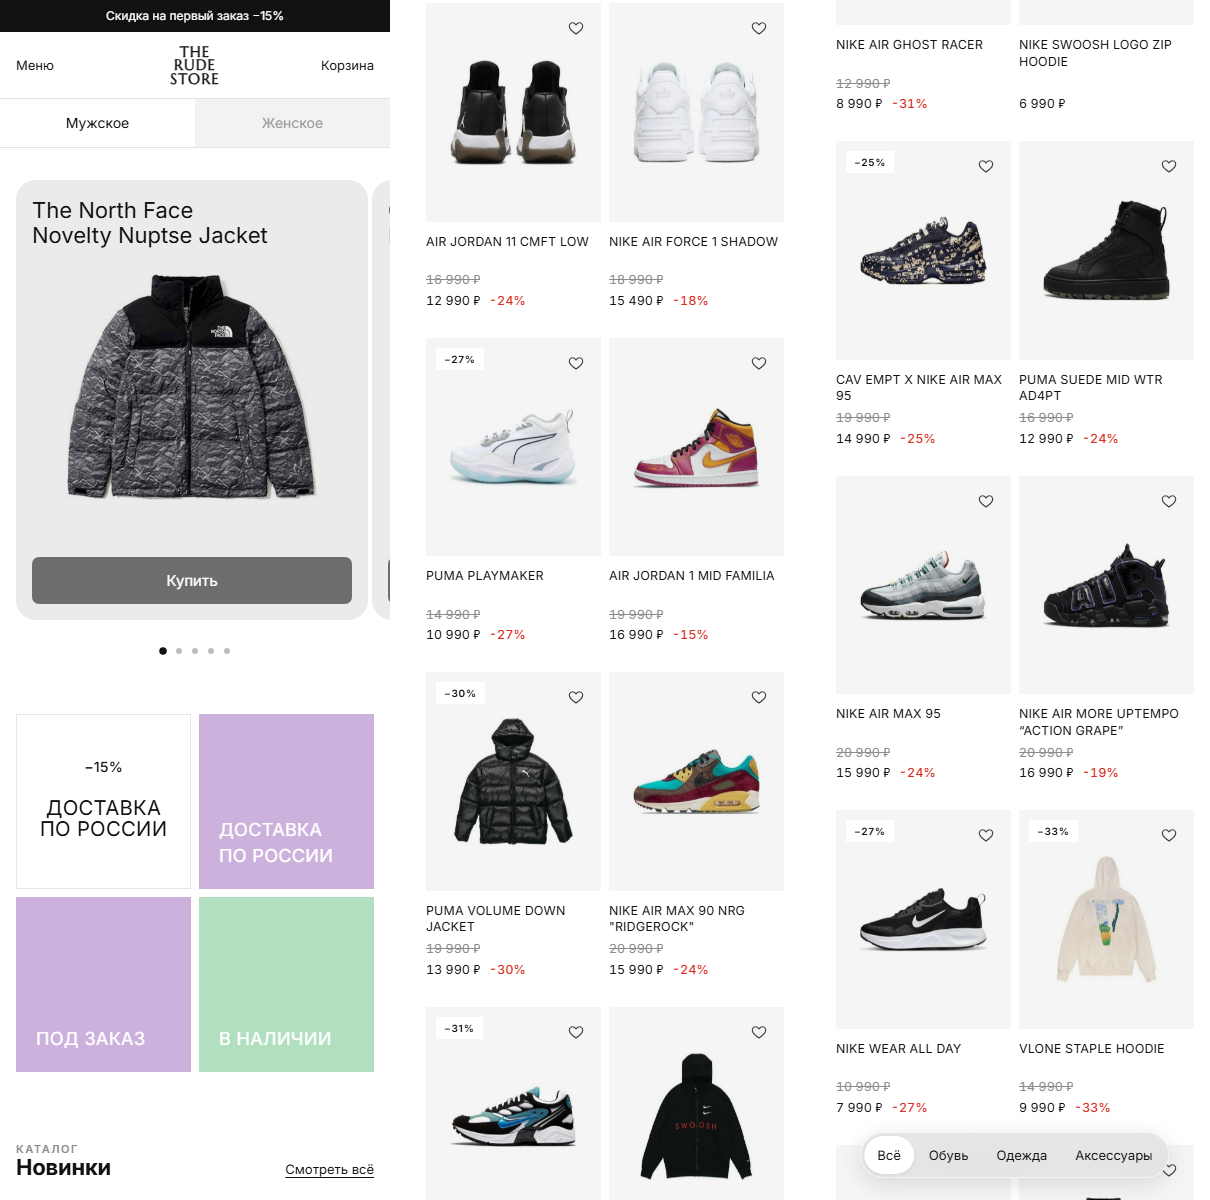 Скидка на первый заказ −15%
Меню
THE
RUDE
STORE
Корзина
Мужское
Женское
The North Face
Novelty Nuptse Jacket
THE
NORTH
FACE
Купить
−15%
ДОСТАВКА
ПО РОССИИ
ДОСТАВКА
ПО РОССИИ
ПОД ЗАКАЗ
В НАЛИЧИИ
КАТАЛОГ
Новинки
Смотреть всё
AIR JORDAN 11 CMFT LOW
16 990 ₽
12 990 ₽ -24%
NIKE AIR FORCE 1 SHADOW
18 990 ₽
15 490 ₽ -18%
−27%
PUMA PLAYMAKER
14 990 ₽
10 990 ₽ -27%
AIR JORDAN 1 MID FAMILIA
19 990 ₽
16 990 ₽ -15%
−30%
PUMA VOLUME DOWN
JACKET
19 990 ₽
13 990 ₽ -30%
NIKE AIR MAX 90 NRG
"RIDGEROCK"
20 990 ₽
15 990 ₽ -24%
−31%
SWOOSH
NIKE AIR GHOST RACER
12 990 ₽
8 990 ₽ -31%
NIKE SWOOSH LOGO ZIP
HOODIE
6 990 ₽
−25%
CAV EMPT X NIKE AIR MAX
95
19 990 ₽
14 990 ₽ -25%
PUMA SUEDE MID WTR
AD4PT
16 990 ₽
12 990 ₽ -24%
NIKE AIR MAX 95
20 990 ₽
15 990 ₽ -24%
NIKE AIR MORE UPTEMPO
“ACTION GRAPE”
20 990 ₽
16 990 ₽ -19%
−27%
NIKE WEAR ALL DAY
10 990 ₽
7 990 ₽ -27%
−33%
VLONE STAPLE HOODIE
14 990 ₽
9 990 ₽ -33%
Всё
Обувь
Одежда
Аксессуары